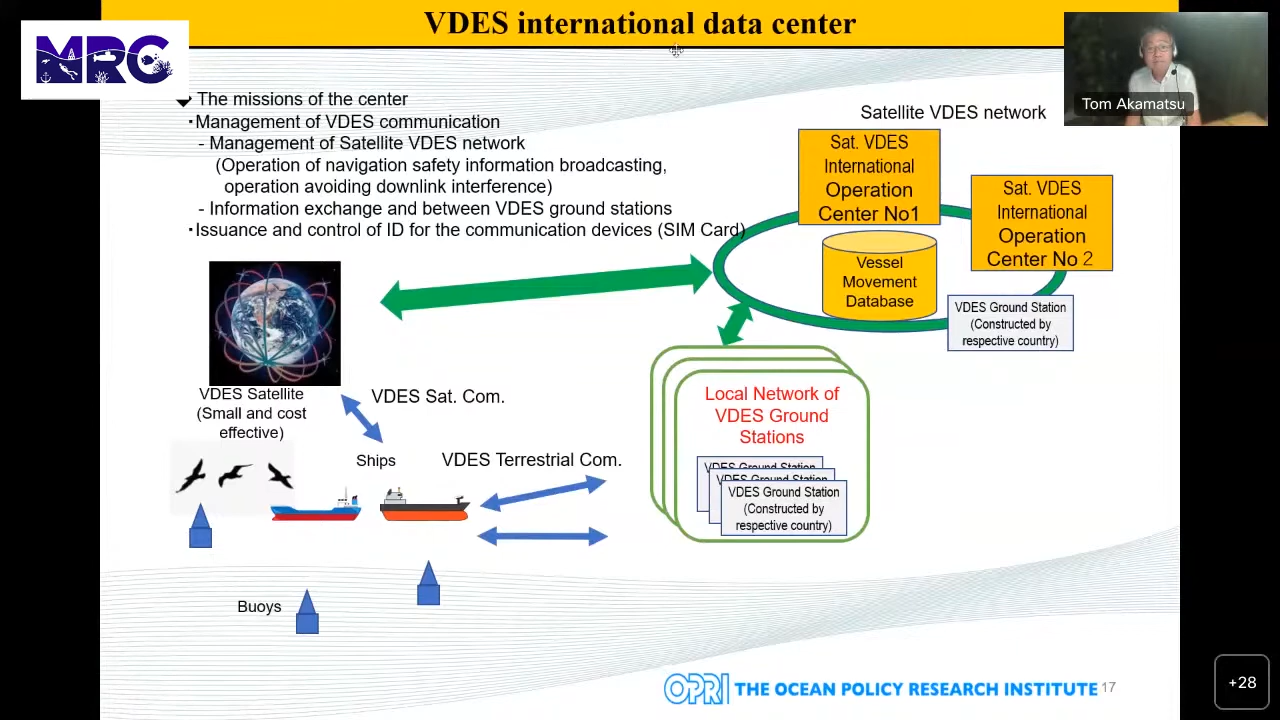 VDES international data center
MRC
Tom Akamatsu
The missions of the center
・Management of VDES communication
- Management of Satellite VDES network
(Operation of navigation safety information broadcasting,
operation avoiding downlink interference)
- Information exchange and between VDES ground stations
・Issuance and control of ID for the communication devices (SIM Card)
Satellite VDES network
Sat. VDES
International
Operation
Center No1
Sat. VDES
International
Operation
Center No２
Vessel
Movement
Database
VDES Ground Station
(Constructed by
respective country)
VDES Satellite
(Small and cost
effective)
VDES Sat. Com.
Ships
VDES Terrestrial Com.
Local Network of
VDES Ground
Stations
VDES Ground Station
VDES Ground Station
VDES Ground Station
(Constructed by
respective country)
Buoys
OPRI THE OCEAN POLICY RESEARCH INSTITUTE 17
+28